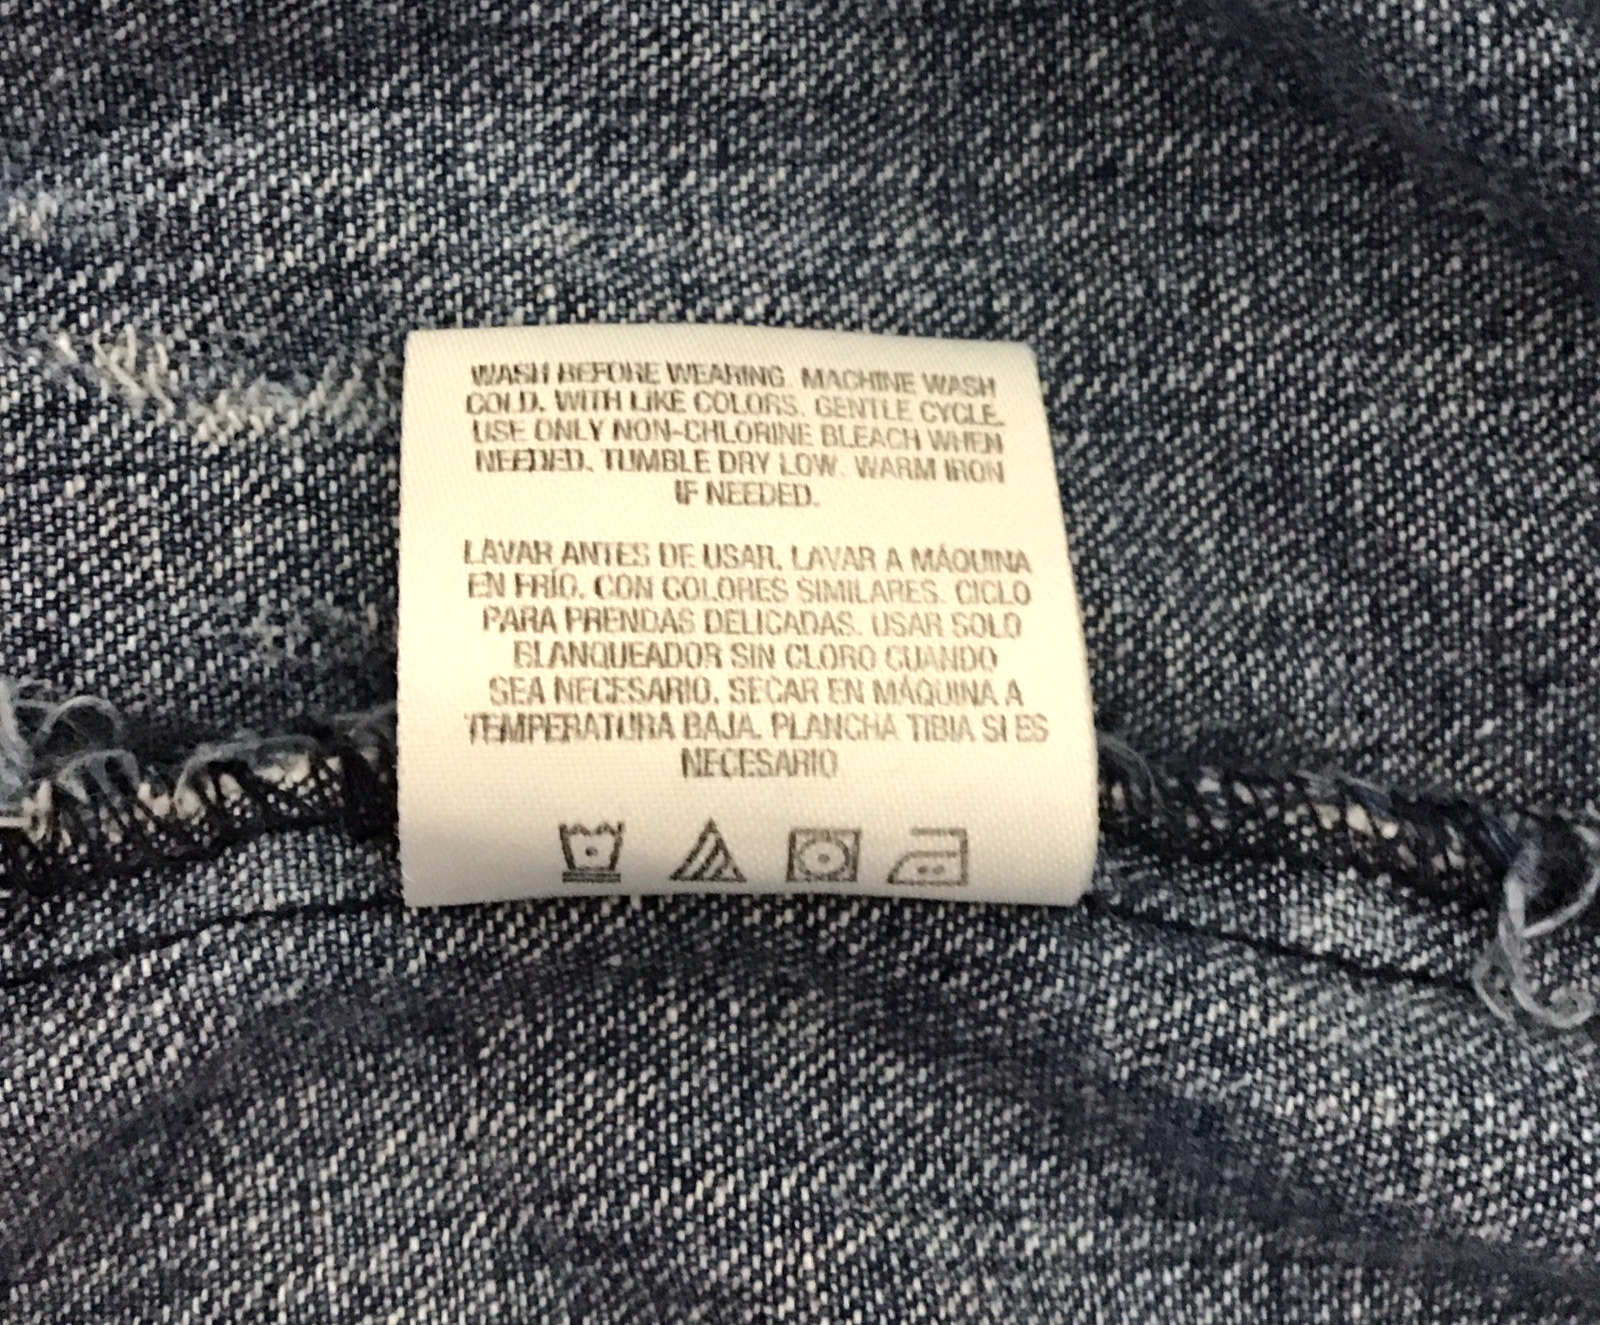 WASH BEFORE WEARING. MACHINE WASH
COLD. WITH LIKE COLORS. GENTLE CYCLE.
USE ONLY NON-CHLORINE BLEACH WHEN
NEEDED. TUMBLE DRY LOW. WARM IRON
IF NEEDED.
LAVAR ANTES DE USAR. LAVAR A MÁQUINA
EN FRÍO. CON COLORES SIMILARES. CICLO
PARA PRENDAS DELICADAS. USAR SOLO
BLANQUEADOR SIN CLORO CUANDO
SEA NECESARIO. SECAR EN MÁQUINA A
TEMPERATURA BAJA. PLANCHA TIBIA SI ES
NECESARIO